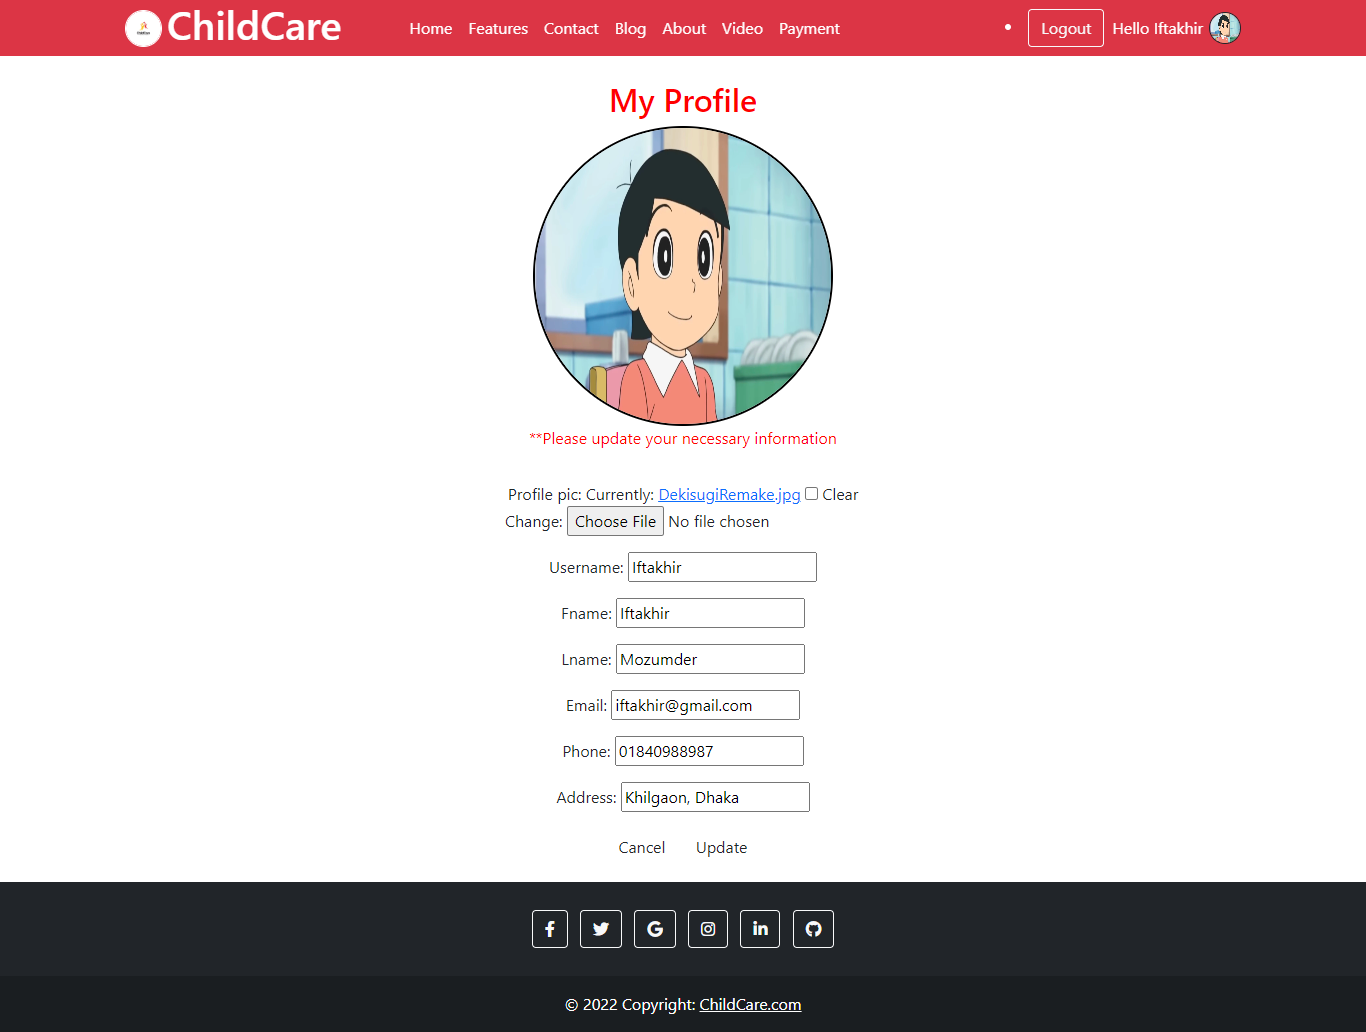 ChildCare Home Features Contact Blog About Video Payment • Logout Hello Iftakhir
My Profile
**Please update your necessary information
Profile pic: Currently: DekisugiRemake.jpg Clear
Change: Choose File No file chosen
Username: Iftakhir
Fname: Iftakhir
Lname: Mozumder
Email: iftakhir@gmail.com
Phone: 01840988987
Address: Khilgaon, Dhaka
Cancel Update
© 2022 Copyright: ChildCare.com